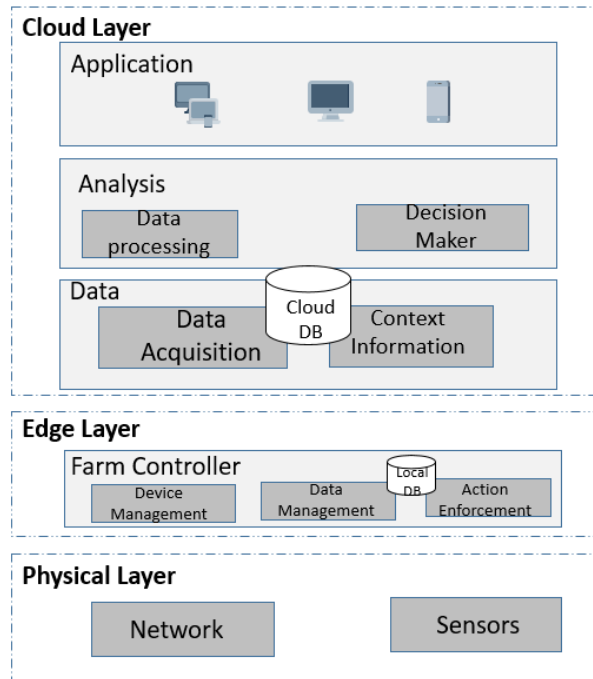 Cloud Layer
Application
Analysis
Data
processing
Decision
Maker
Data
Data
Acquisition
Cloud
DB
Context
Information
Edge Layer
Farm Controller
Device
Management
Data
Management
Local
DB
Action
Enforcement
Physical Layer
Network
Sensors